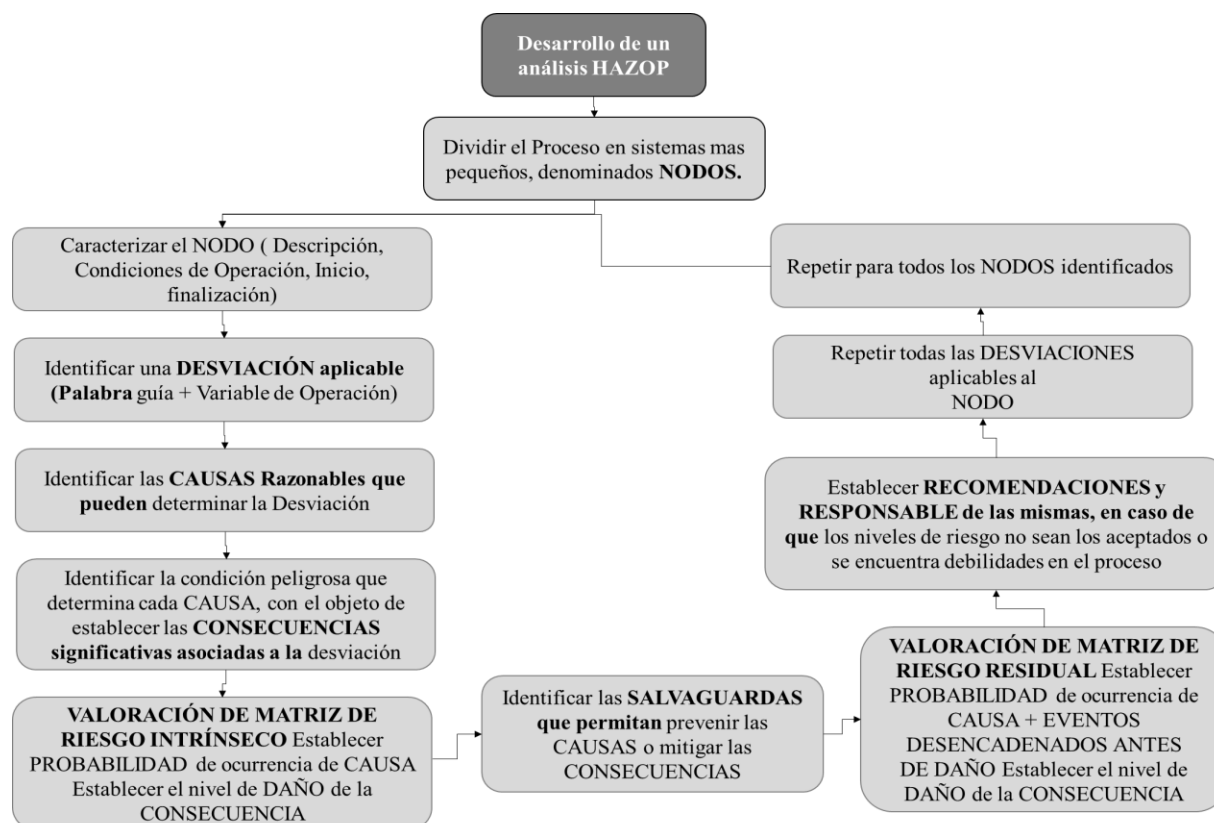 Desarrollo de un
análisis HAZOP
Dividir el Proceso en sistemas mas
pequeños, denominados NODOS.
Caracterizar el NODO ( Descripción,
Condiciones de Operación, Inicio,
finalización)
Identificar una DESVIACIÓN aplicable
(Palabra guía + Variable de Operación)
Identificar las CAUSAS Razonables que
pueden determinar la Desviación
Identificar la condición peligrosa que
determina cada CAUSA, con el objeto de
establecer las CONSECUENCIAS
significativas asociadas a la desviación
VALORACIÓN DE MATRIZ DE
RIESGO INTRÍNSECO Establecer
PROBABILIDAD de ocurrencia de CAUSA
Establecer el nivel de DAÑO de la
CONSECUENCIA
Identificar las SALVAGUARDAS
que permitan prevenir las
CAUSAS o mitigar las
CONSECUENCIAS
VALORACIÓN DE MATRIZ DE
RIESGO RESIDUAL Establecer
PROBABILIDAD de ocurrencia de
CAUSA + EVENTOS
DESENCADENADOS ANTES
DE DAÑO Establecer el nivel de
DAÑO de la CONSECUENCIA
Establecer RECOMENDACIONES y
RESPONSABLE de las mismas, en caso de
que los niveles de riesgo no sean los aceptados o
se encuentra debilidades en el proceso
Repetir todas las DESVIACIONES
aplicables al
NODO
Repetir para todos los NODOS identificados